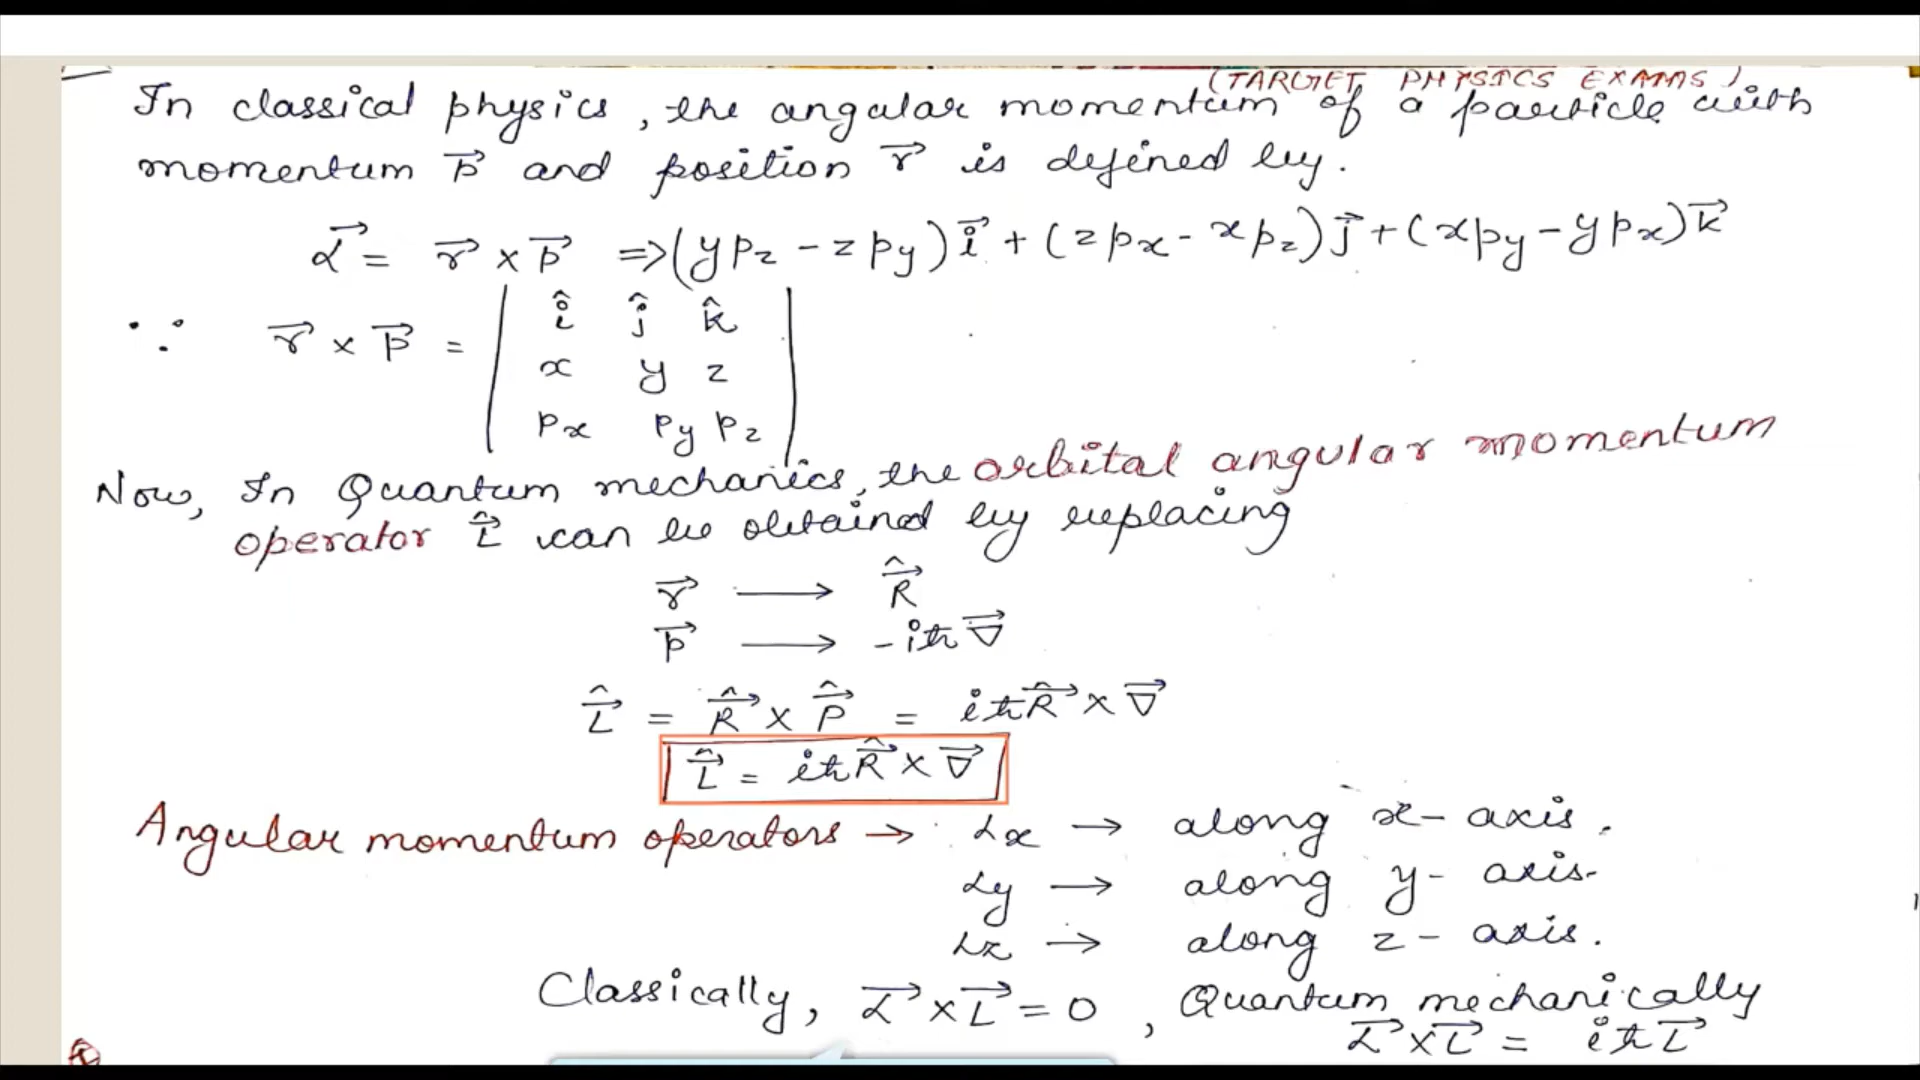 (TARGET PHYSICS EXAMS)
In classical physics, the angular momentum of a particle with
momentum p⃗ and position r⃗ is defined by.
L⃗ = r⃗ × p⃗ ⇒ (ypz - zpy) i⃗ + (zpx - xpz) j⃗ + (xpy - ypx) k⃗
∵ r⃗ × p⃗ = | î ĵ k̂
x y z
px py pz |
Now, In Quantum mechanics, the orbital angular momentum
operator L⃗̂ can be obtained by replacing
r⃗ ⟶ R⃗̂
p⃗ ⟶ -iħ∇⃗
L⃗̂ = R⃗̂ × P⃗̂ = iħR⃗̂ × ∇⃗
L⃗̂ = iħR⃗̂ × ∇⃗
Angular momentum operators → Lx → along x- axis.
Ly → along y- axis.
Lz → along z- axis.
Classically, L⃗ × L⃗ = 0 , Quantum mechanically
L⃗ × L⃗ = iħL⃗